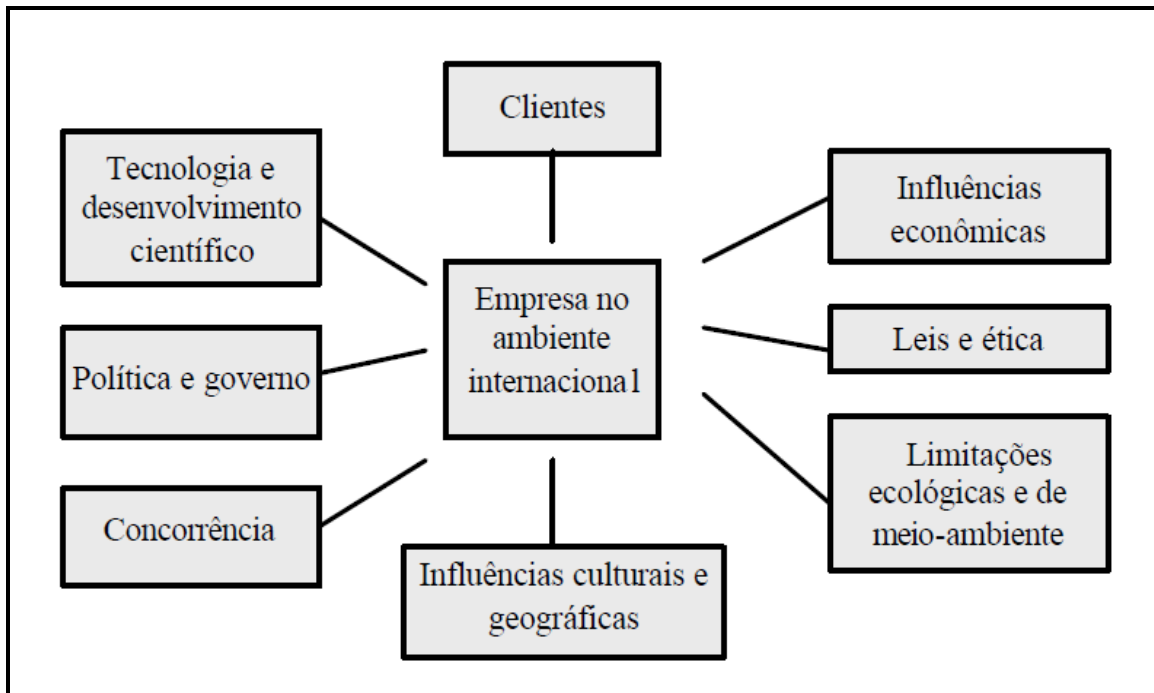 Clientes
Tecnologia e
desenvolvimento
científico
Influências
econômicas
Empresa no
ambiente
internacional
Política e governo
Leis e ética
Concorrência
Limitações
ecológicas e de
meio-ambiente
Influências culturais e
geográficas